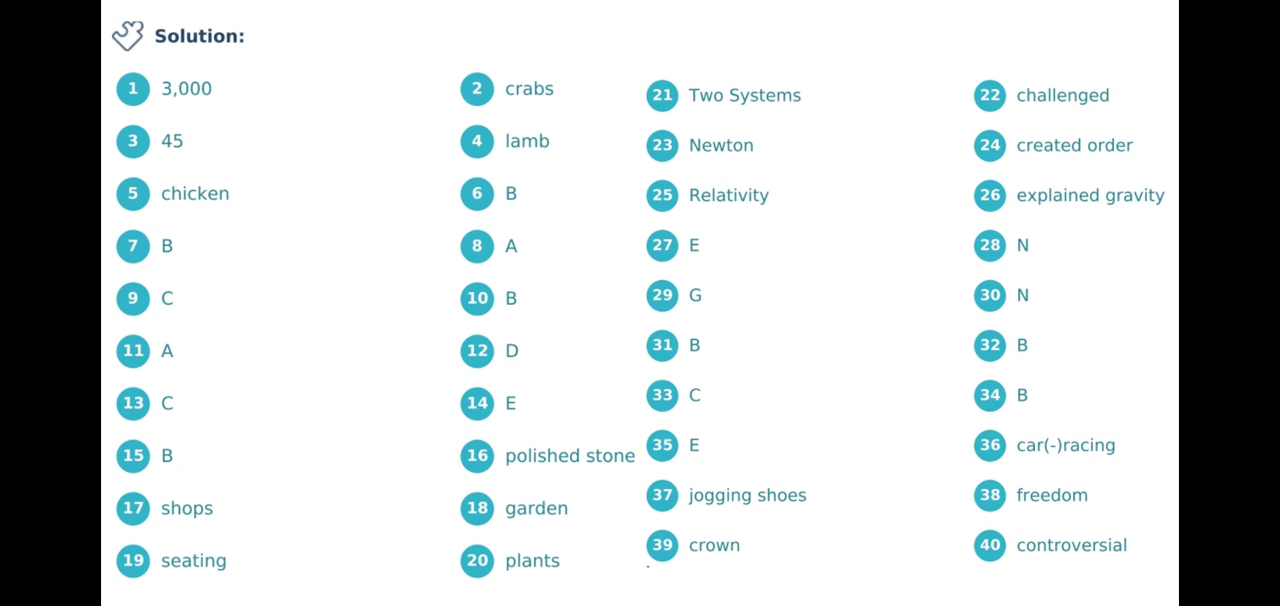 Solution:
1 3,000
2 crabs
3 45
4 lamb
5 chicken
6 B
7 B
8 A
9 C
10 B
11 A
12 D
13 C
14 E
15 B
16 polished stone
17 shops
18 garden
19 seating
20 plants
21 Two Systems
22 challenged
23 Newton
24 created order
25 Relativity
26 explained gravity
27 E
28 N
29 G
30 N
31 B
32 B
33 C
34 B
35 E
36 car(-)racing
37 jogging shoes
38 freedom
39 crown
40 controversial